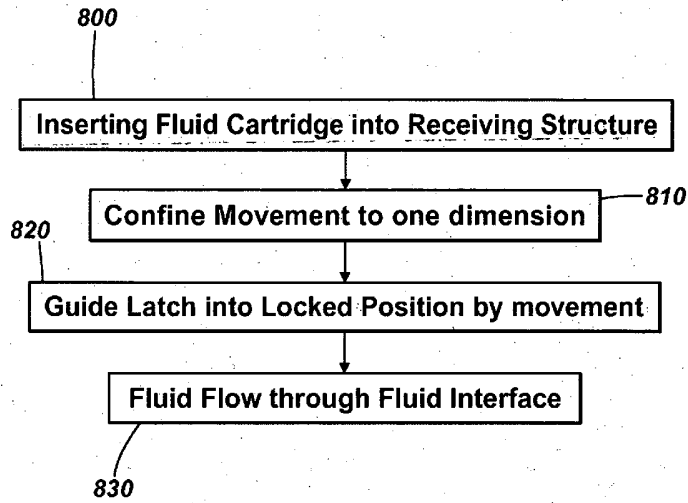 800
Inserting Fluid Cartridge into Receiving Structure
Confine Movement to one dimension
810
820
Guide Latch into Locked Position by movement
Fluid Flow through Fluid Interface
830